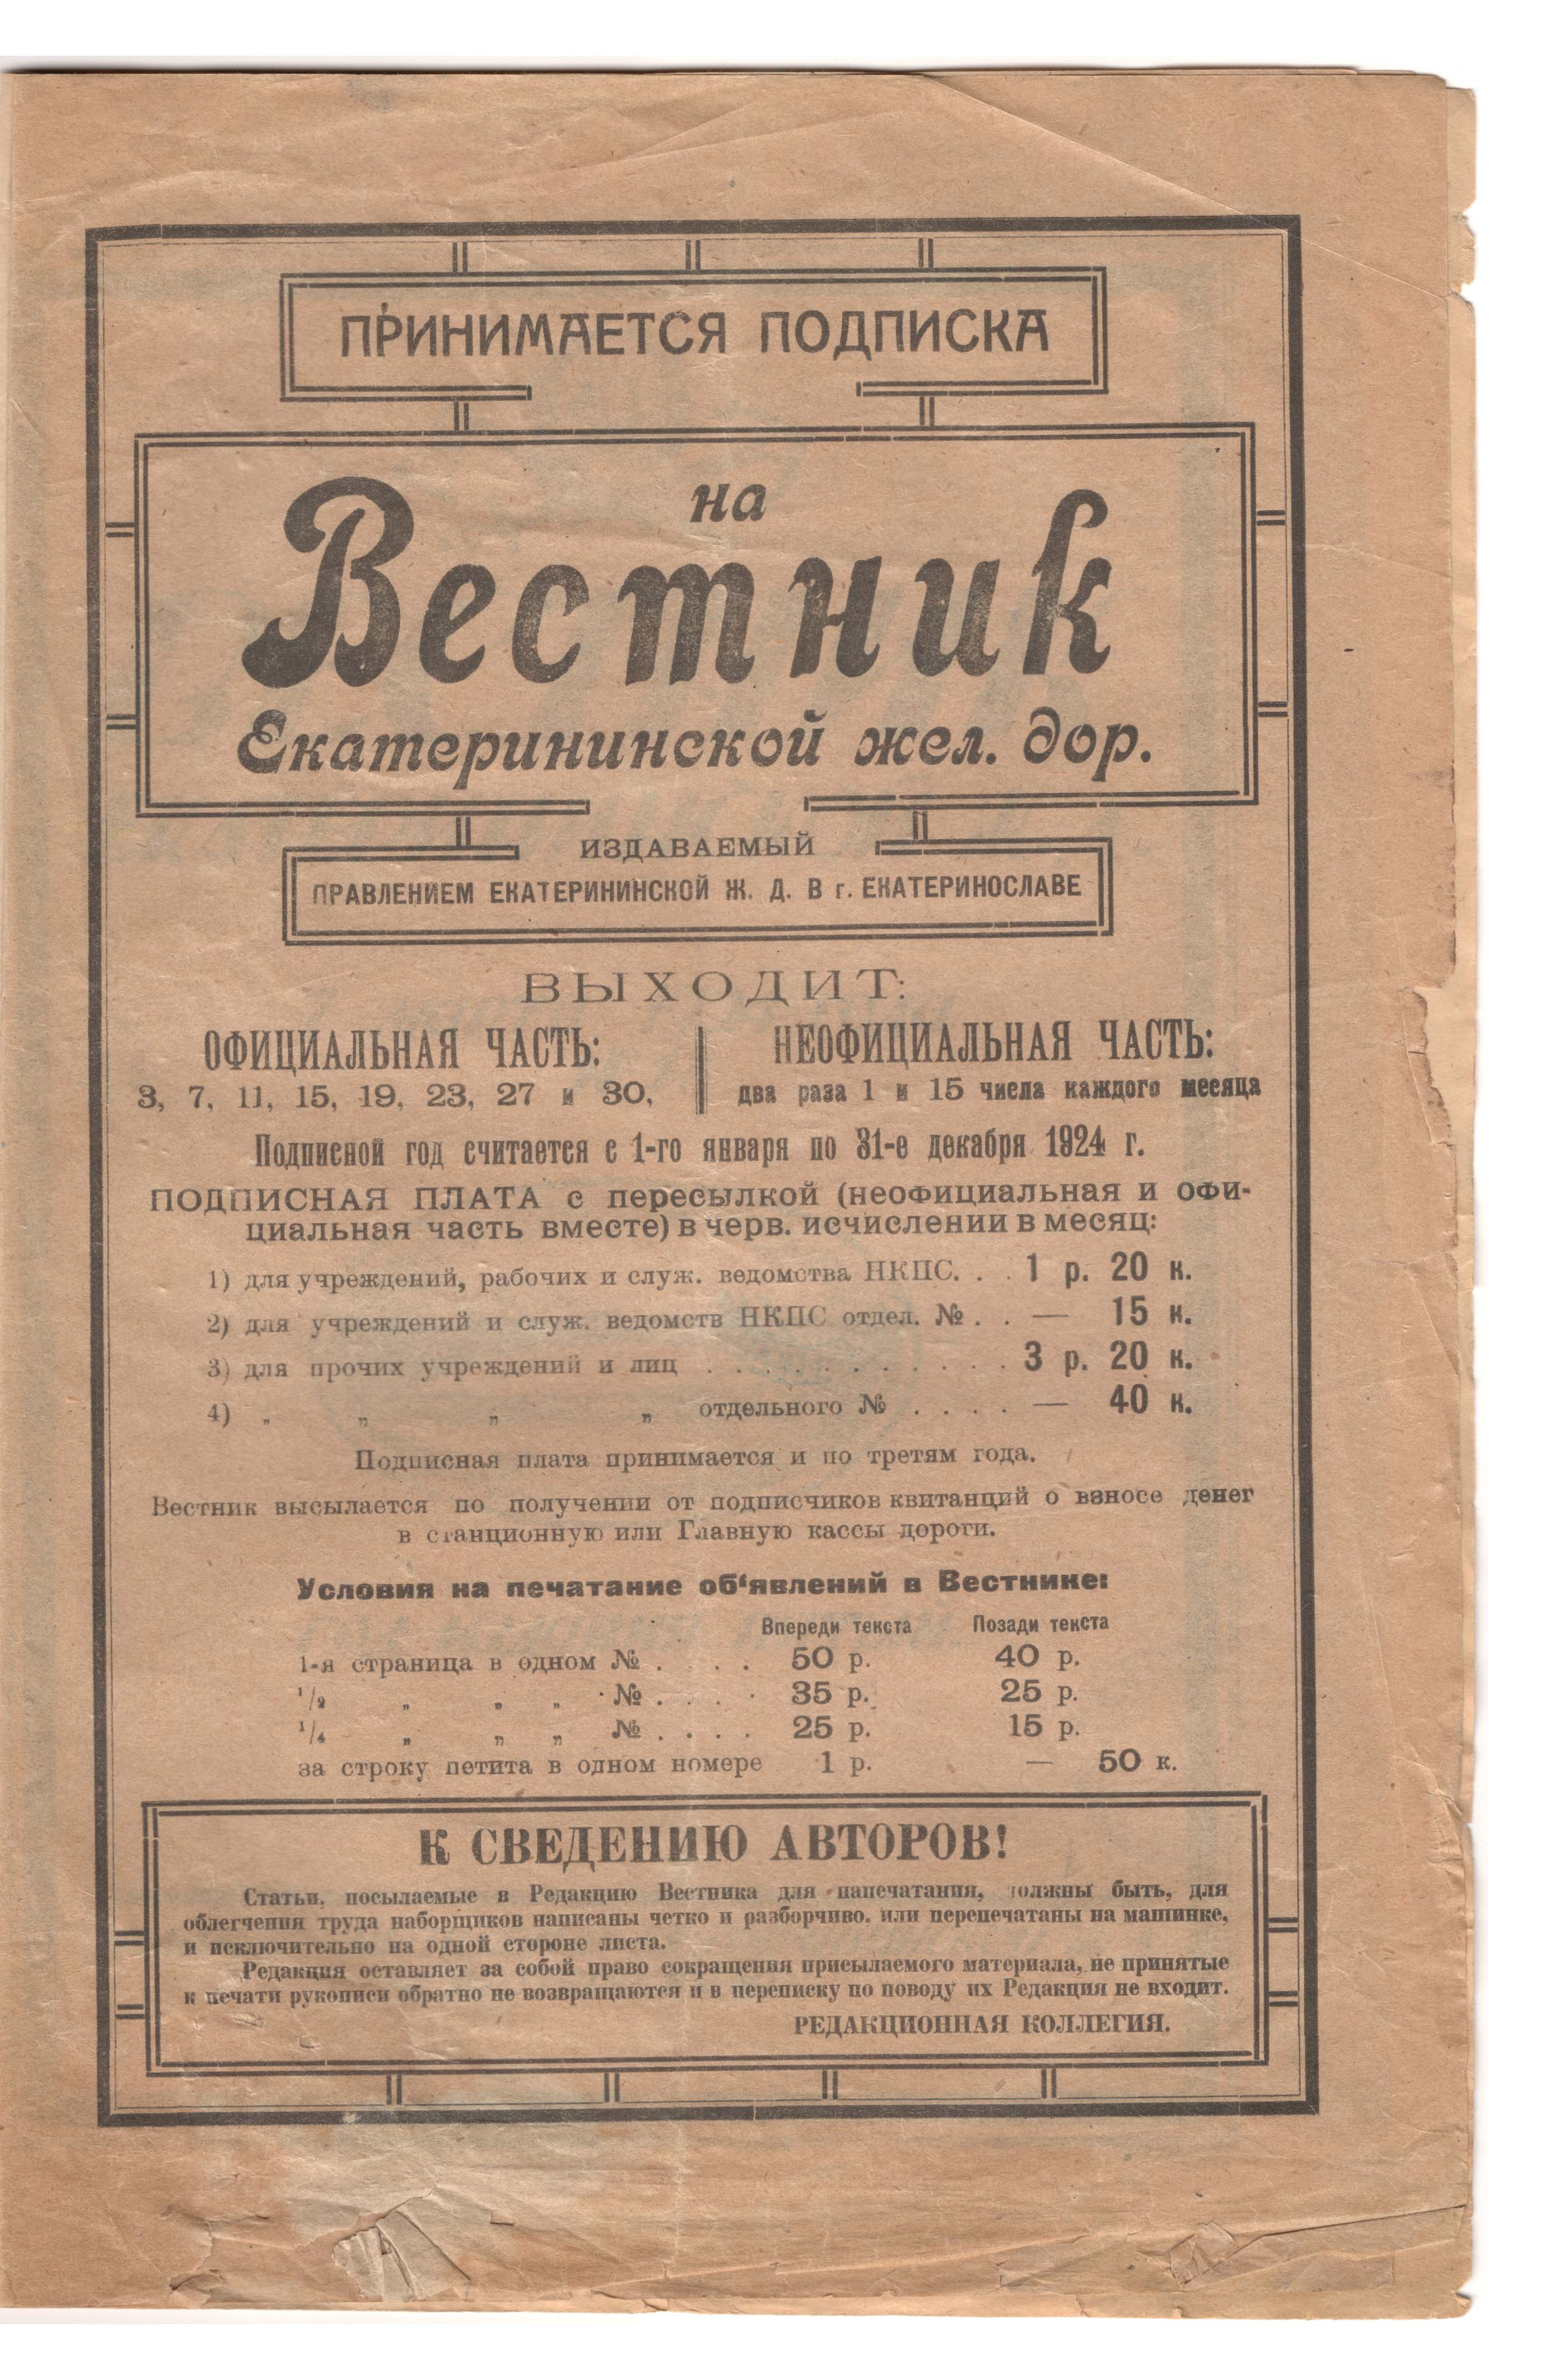 ПРИНИМАЕТСЯ ПОДПИСКА
на
Вестник
Екатерининской жел. дор.
ИЗДАВАЕМЫЙ
ПРАВЛЕНИЕМ ЕКАТЕРИНИНСКОЙ Ж. Д. В г. ЕКАТЕРИНОСЛАВЕ
ВЫХОДИТ:
ОФИЦИАЛЬНАЯ ЧАСТЬ:
3, 7, 11, 15, 19, 23, 27 и 30,
НЕОФИЦИАЛЬНАЯ ЧАСТЬ:
два раза 1 и 15 числа каждого месяца
Подписной год считается с 1-го января по 31-е декабря 1924 г.
ПОДПИСНАЯ ПЛАТА с пересылкой (неофициальная и офи-
циальная часть вместе) в черв. исчислении в месяц:
1) для учреждений, рабочих и служ. ведомства НКПС. . . 1 р. 20 к.
2) для учреждений и служ. ведомств НКПС отдел. № . . — 15 к.
3) для прочих учреждений и лиц . . . . . . . . . . . 3 р. 20 к.
4) „ „ „ „ отдельного № . . . . — 40 к.
Подписная плата принимается и по третям года.
Вестник высылается по получении от подписчиков квитанций о взносе денег
в станционную или Главную кассы дороги.
Условия на печатание об‘явлений в Вестнике:
Впереди текста Позади текста
1-я страница в одном № . . . . 50 р. 40 р.
1/2 „ „ „ № . . . . 35 р. 25 р.
1/4 „ „ „ № . . . . 25 р. 15 р.
за строку петита в одном номере 1 р. — 50 к.
К СВЕДЕНИЮ АВТОРОВ!
Статьи, посылаемые в Редакцию Вестника для напечатания, должны быть, для
облегчения труда наборщиков написаны четко и разборчиво, или перепечатаны на машинке,
и исключительно на одной стороне листа.
Редакция оставляет за собой право сокращения присылаемого материала, не принятые
к печати рукописи обратно не возвращаются и в переписку по поводу их Редакция не входит.
РЕДАКЦИОННАЯ КОЛЛЕГИЯ.